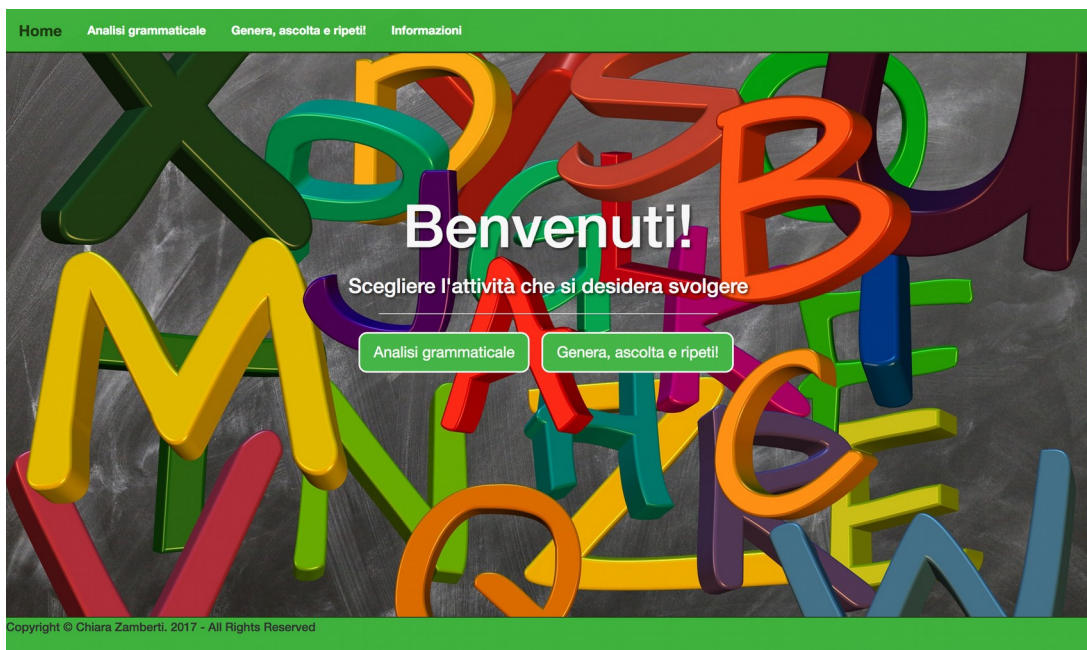 Home Analisi grammaticale Genera, ascolta e ripeti! Informazioni
Benvenuti!
Scegliere l'attività che si desidera svolgere
Analisi grammaticale Genera, ascolta e ripeti!
Copyright © Chiara Zamberti. 2017 - All Rights Reserved